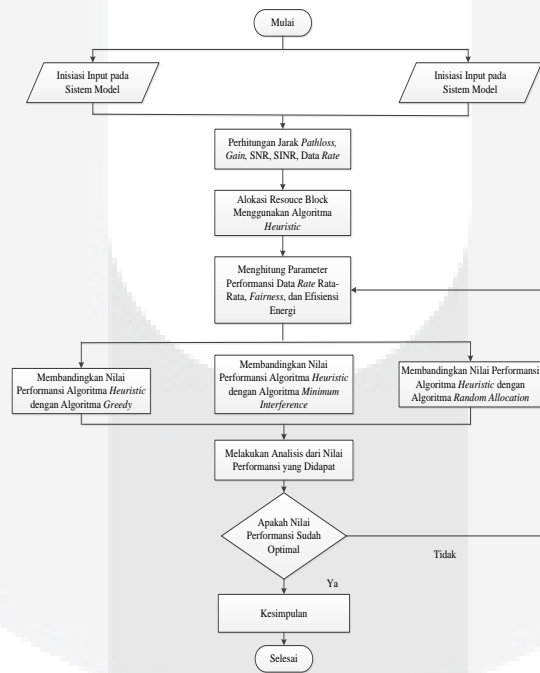 Mulai
Inisiasi Input pada
Sistem Model
Inisiasi Input pada
Sistem Model
Perhitungan Jarak Pathloss,
Gain, SNR, SINR, Data Rate
Alokasi Resouce Block
Menggunakan Algoritma
Heuristic
Menghitung Parameter
Performansi Data Rate Rata-
Rata, Fairness, dan Efisiensi
Energi
Membandingkan Nilai
Performansi Algoritma Heuristic
dengan Algoritma Greedy
Membandingkan Nilai Performansi
Algoritma Heuristic
dengan Algoritma Minimum
Interference
Membandingkan Nilai Performansi
Algoritma Heuristic dengan
Algoritma Random Allocation
Melakukan Analisis dari Nilai
Performansi yang Didapat
Apakah Nilai
Performansi Sudah
Optimal
Tidak
Ya
Kesimpulan
Selesai